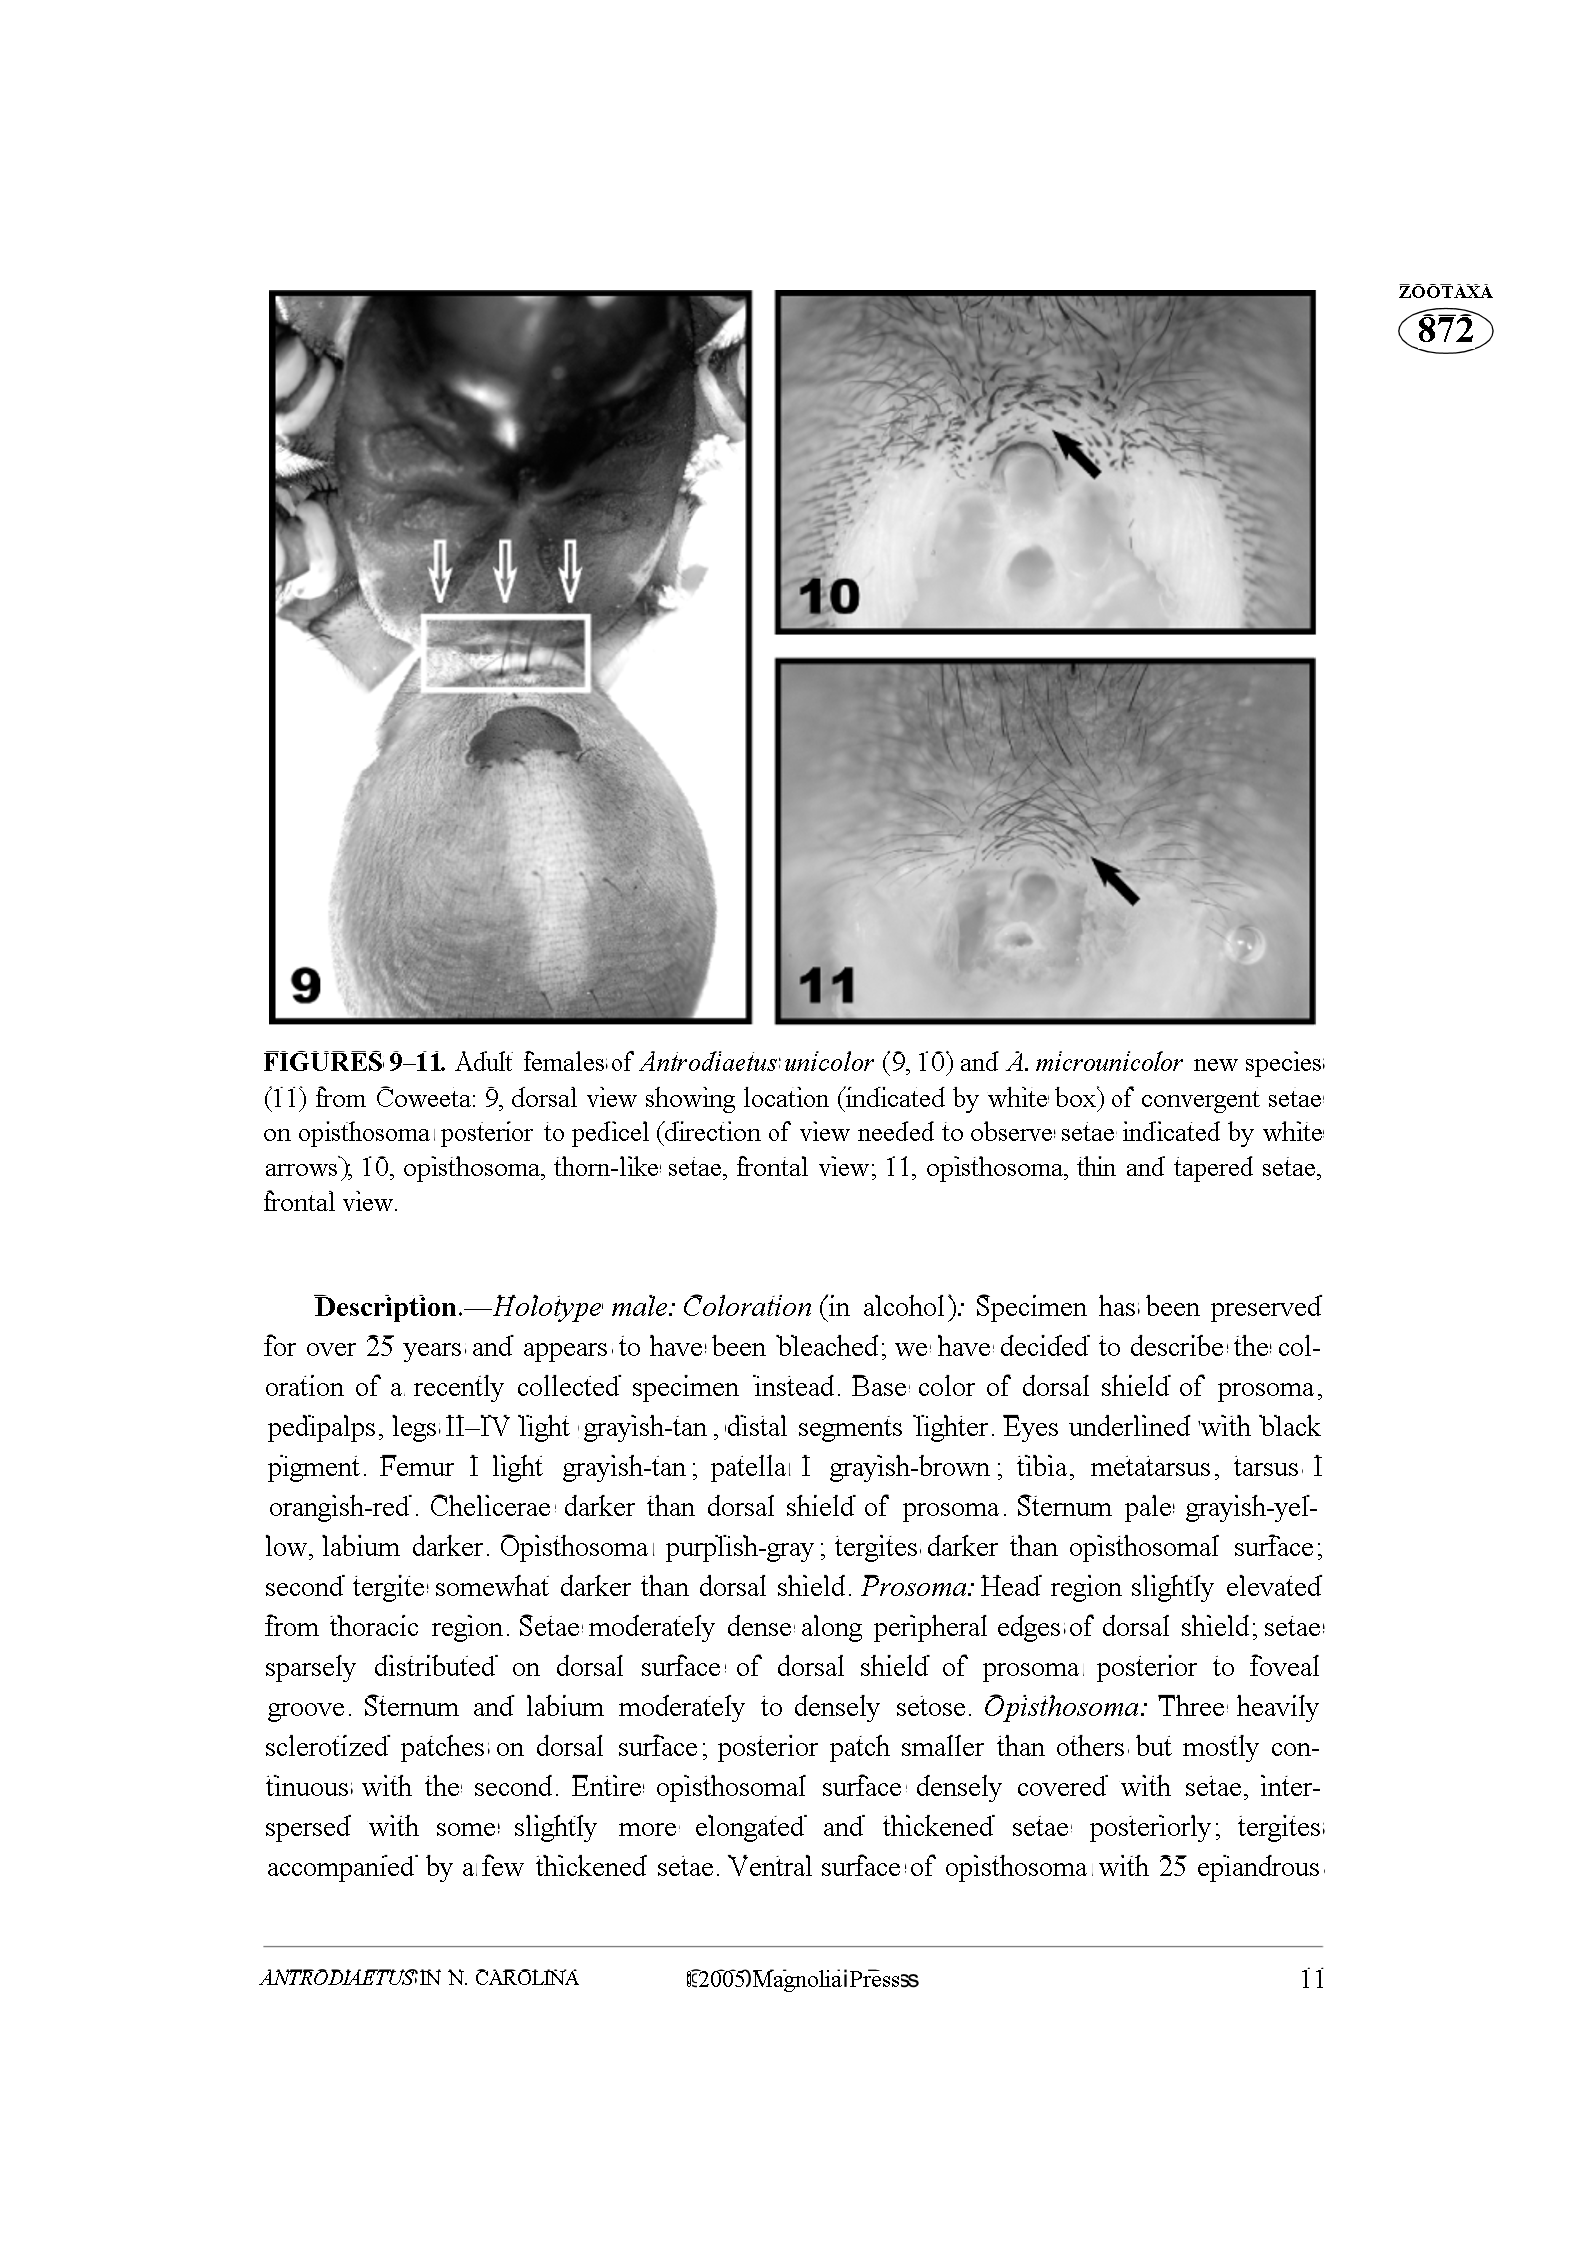 ZOOTAXA
872
9
10
11
FIGURES 9–11. Adult females of Antrodiaetus unicolor (9, 10) and A. microunicolor new species
(11) from Coweeta: 9, dorsal view showing location (indicated by white box) of convergent setae
on opisthosoma posterior to pedicel (direction of view needed to observe setae indicated by white
arrows); 10, opisthosoma, thorn-like setae, frontal view; 11, opisthosoma, thin and tapered setae,
frontal view.
Description.—Holotype male: Coloration (in alcohol): Specimen has been preserved
for over 25 years and appears to have been bleached; we have decided to describe the col-
oration of a recently collected specimen instead. Base color of dorsal shield of prosoma,
pedipalps, legs II–IV light grayish-tan, distal segments lighter. Eyes underlined with black
pigment. Femur I light grayish-tan; patella I grayish-brown; tibia, metatarsus, tarsus I
orangish-red. Chelicerae darker than dorsal shield of prosoma. Sternum pale grayish-yel-
low, labium darker. Opisthosoma purplish-gray; tergites darker than opisthosomal surface;
second tergite somewhat darker than dorsal shield. Prosoma: Head region slightly elevated
from thoracic region. Setae moderately dense along peripheral edges of dorsal shield; setae
sparsely distributed on dorsal surface of dorsal shield of prosoma posterior to foveal
groove. Sternum and labium moderately to densely setose. Opisthosoma: Three heavily
sclerotized patches on dorsal surface; posterior patch smaller than others but mostly con-
tinuous with the second. Entire opisthosomal surface densely covered with setae, inter-
spersed with some slightly more elongated and thickened setae posteriorly; tergites
accompanied by a few thickened setae. Ventral surface of opisthosoma with 25 epiandrous
ANTRODIAETUS IN N. CAROLINA © 2005 Magnolia Press 11